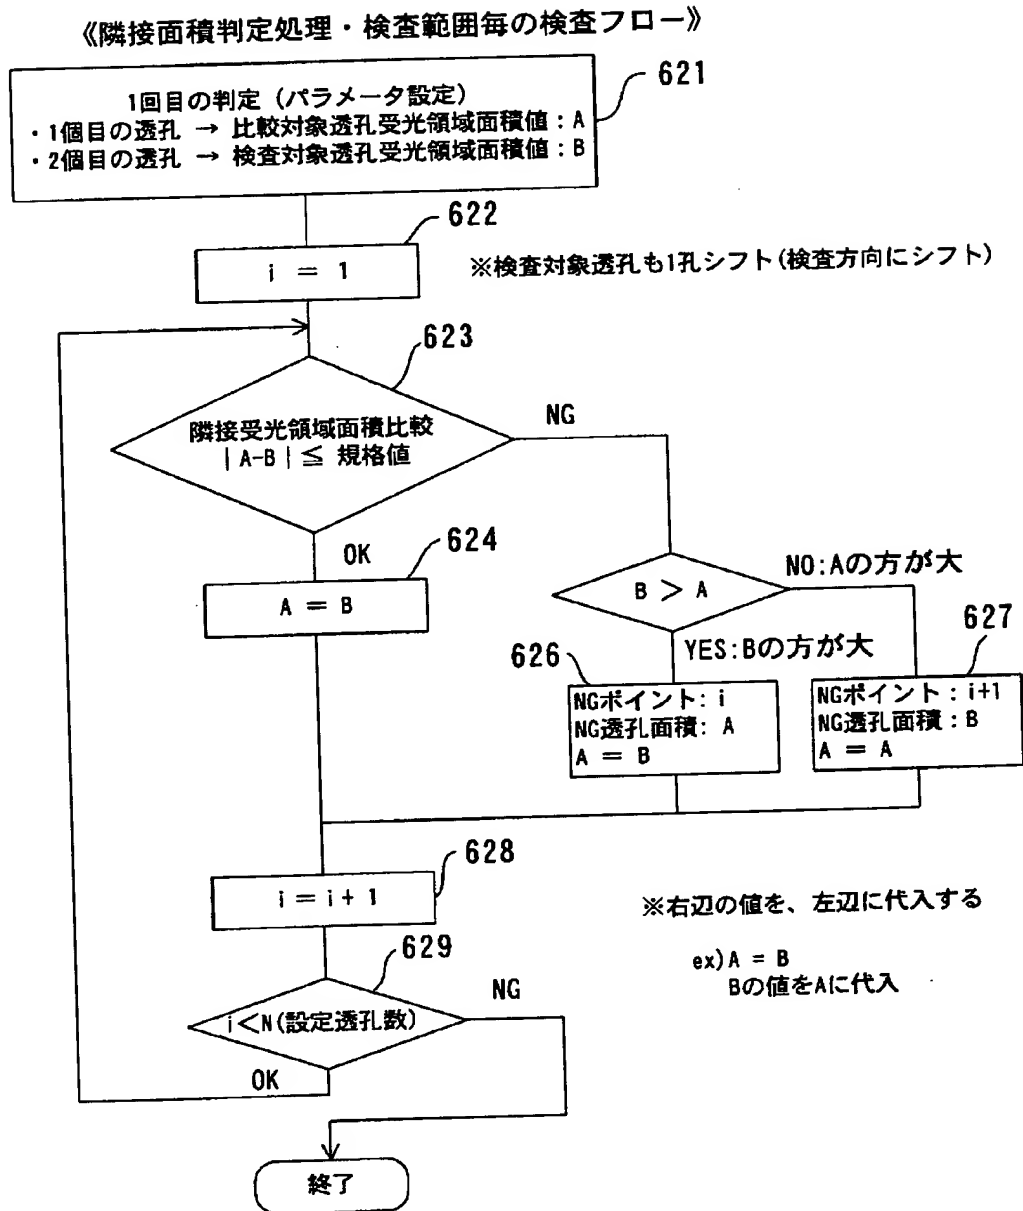 《隣接面積判定処理・検査範囲毎の検査フロー》
621
1回目の判定（パラメータ設定）
・1個目の透孔 → 比較対象透孔受光領域面積値：A
・2個目の透孔 → 検査対象透孔受光領域面積値：B
622
i = 1
※検査対象透孔も1孔シフト(検査方向にシフト)
623
隣接受光領域面積比較
|A-B|≦ 規格値
NG
OK
624
A = B
B > A
NO:Aの方が大
YES:Bの方が大
626
627
NGポイント: i
NG透孔面積: A
A = B
NGポイント：i+1
NG透孔面積：B
A = A
628
i = i + 1
※右辺の値を、左辺に代入する
ex)A = B
Bの値をAに代入
629
i<N(設定透孔数)
NG
OK
終了